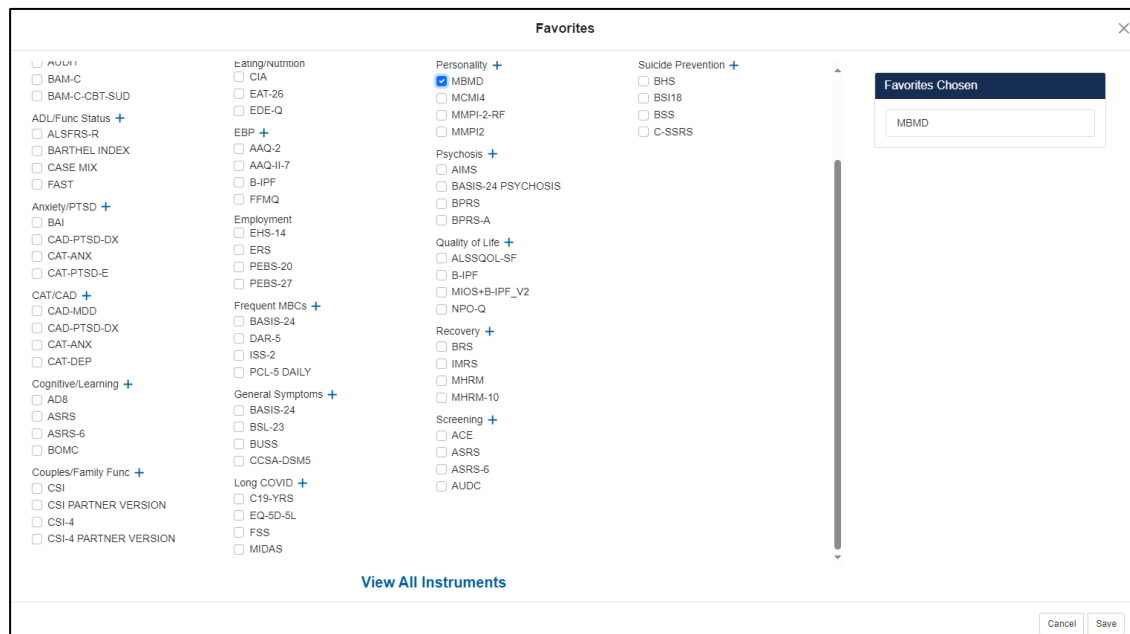 Favorites
AUDIT
BAM-C
BAM-C-CBT-SUD
ADL/Func Status +
ALSFRS-R
BARTHEL INDEX
CASE MIX
FAST
Anxiety/PTSD +
BAI
CAD-PTSD-DX
CAT-ANX
CAT-PTSD-E
CAT/CAD +
CAD-MDD
CAD-PTSD-DX
CAT-ANX
CAT-DEP
Cognitive/Learning +
AD8
ASRS
ASRS-6
BOMC
Couples/Family Func +
CSI
CSI PARTNER VERSION
CSI-4
CSI-4 PARTNER VERSION
Eating/Nutrition
CIA
EAT-26
EDE-Q
EBP +
AAQ-2
AAQ-II-7
B-IPF
FFMQ
Employment
EHS-14
ERS
PEBS-20
PEBS-27
Frequent MBCs +
BASIS-24
DAR-5
ISS-2
PCL-5 DAILY
General Symptoms +
BASIS-24
BSL-23
BUSS
CCSA-DSM5
Long COVID +
C19-YRS
EQ-5D-5L
FSS
MIDAS
Personality +
MBMD
MCMI4
MMPI-2-RF
MMPI2
Psychosis +
AIMS
BASIS-24 PSYCHOSIS
BPRS
BPRS-A
Quality of Life +
ALSSQOL-SF
B-IPF
MIOS+B-IPF_V2
NPO-Q
Recovery +
BRS
IMRS
MHRM
MHRM-10
Screening +
ACE
ASRS
ASRS-6
AUDC
Suicide Prevention +
BHS
BSI18
BSS
C-SSRS
Favorites Chosen
MBMD
View All Instruments
Cancel
Save